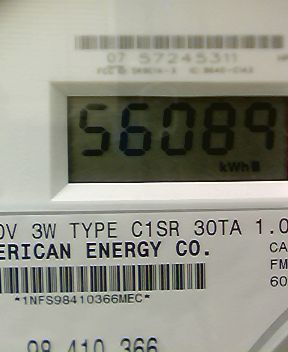 07 57245311
56089
kWh
0V 3W TYPE C1SR 30TA 1.0
ERICAN ENERGY CO.
CA
FM
60
*1NFS98410366MEC*
98 410 366